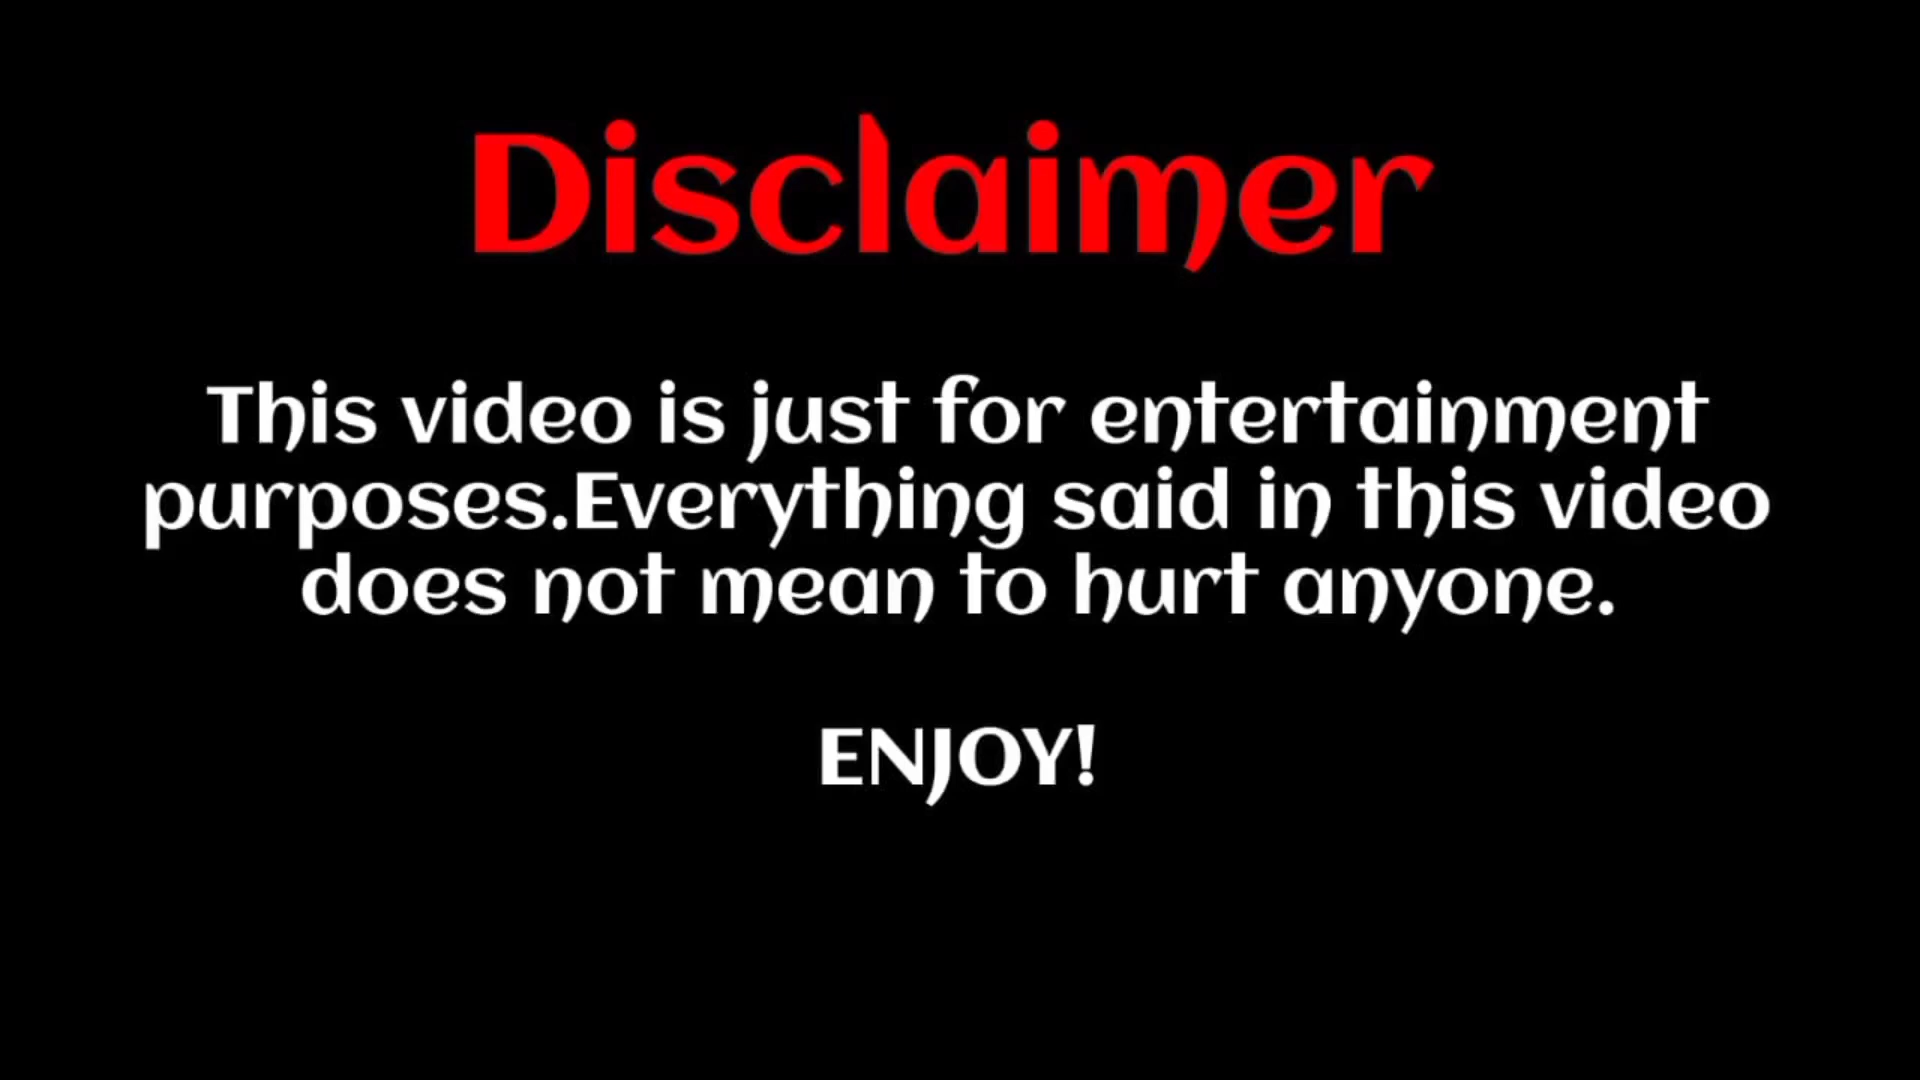 Disclaimer
This video is just for entertainment
purposes.Everything said in this video
does not mean to hurt anyone.
ENJOY!